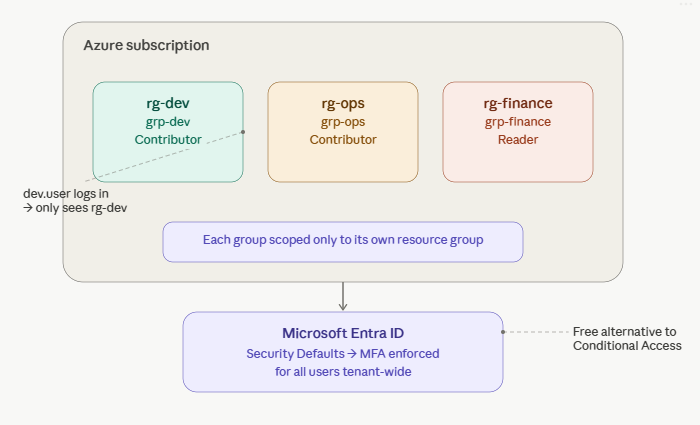 Azure subscription
rg-dev
grp-dev
Contributor
rg-ops
grp-ops
Contributor
rg-finance
grp-finance
Reader
dev.user logs in
→ only sees rg-dev
Each group scoped only to its own resource group
Microsoft Entra ID
Security Defaults → MFA enforced
for all users tenant-wide
Free alternative to
Conditional Access